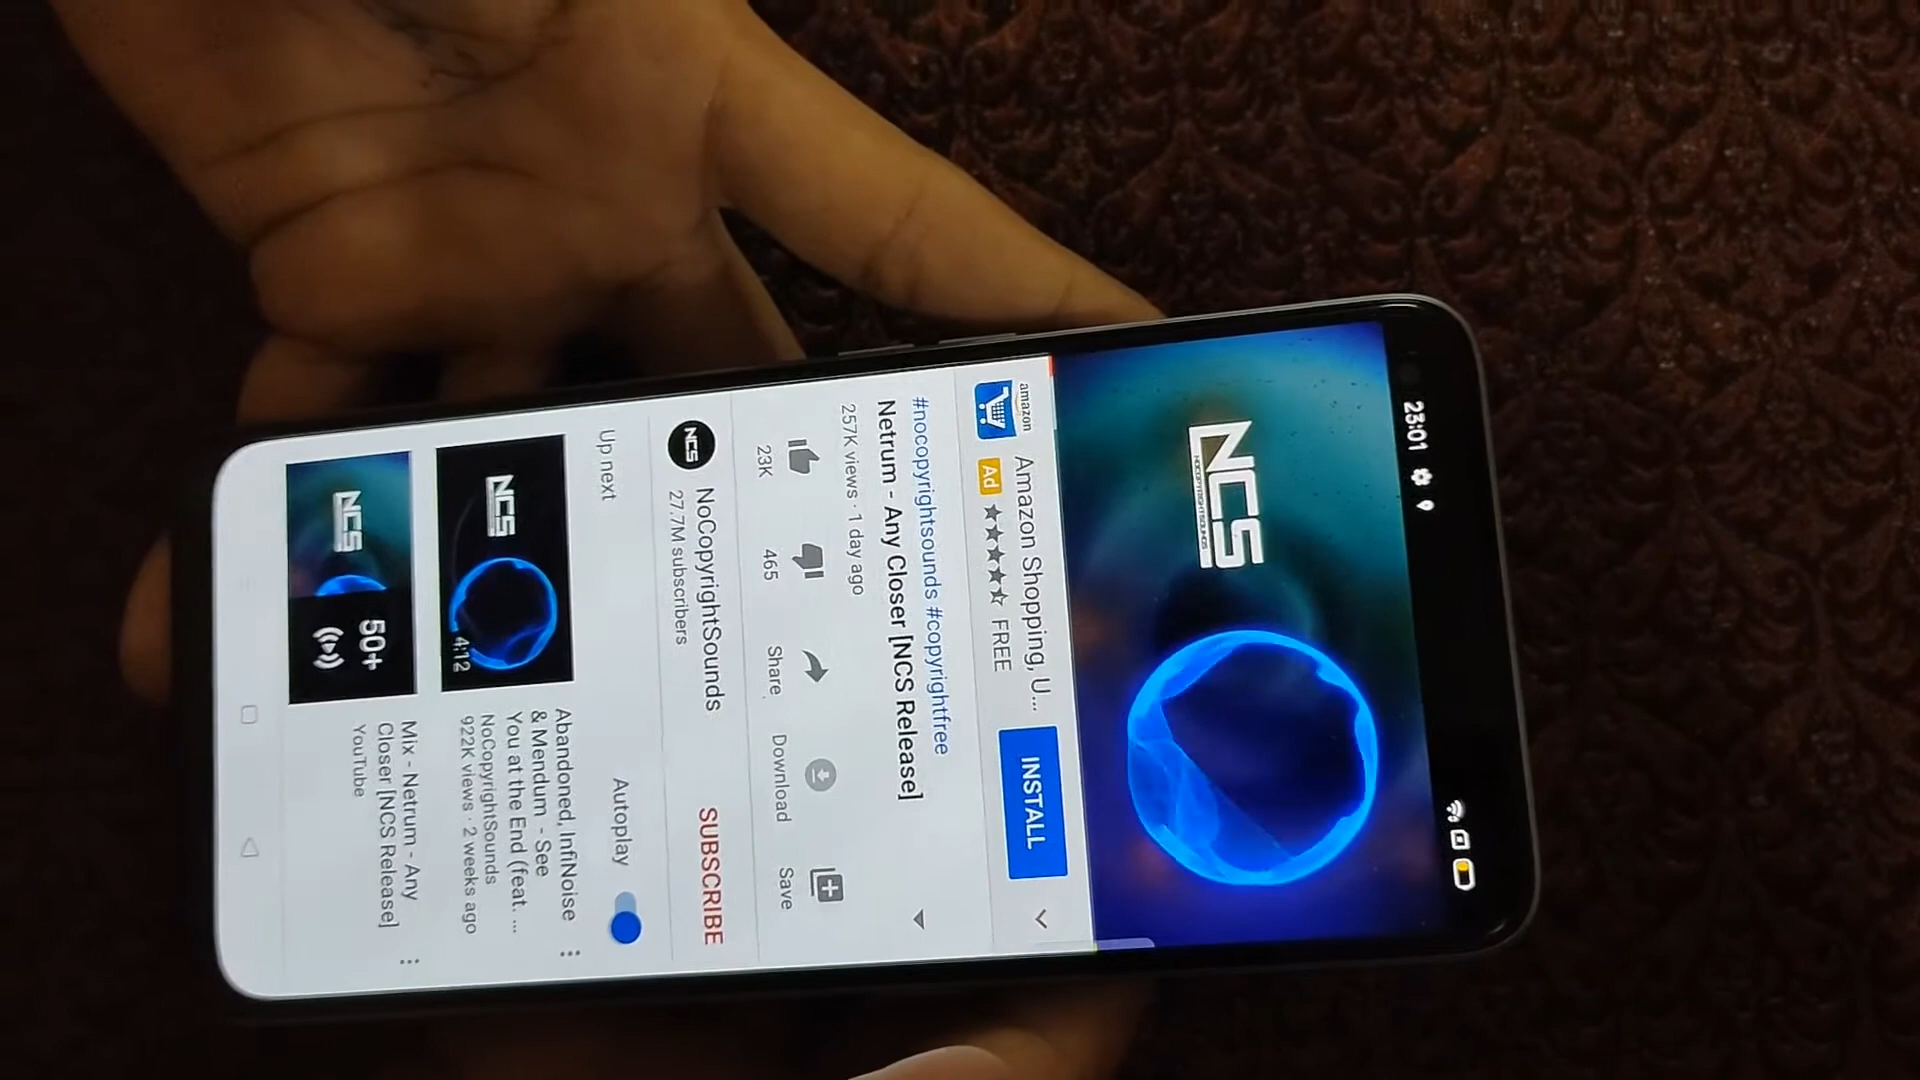 23:01
NCS
NOCOPYRIGHTSOUNDS
amazon
Amazon Shopping, U...
Ad
FREE
INSTALL
#nocopyrightsounds #copyrightfree
Netrum - Any Closer [NCS Release]
257K views · 1 day ago
23K
465
Share
Download
Save
NCS
NoCopyrightSounds
27.7M subscribers
SUBSCRIBE
Up next
Autoplay
NCS
4:12
Abandoned, InfiNoise
& Mendum - See
You at the End (feat. ...
NoCopyrightSounds
922K views · 2 weeks ago
NCS
50+
Mix - Netrum - Any
Closer [NCS Release]
YouTube